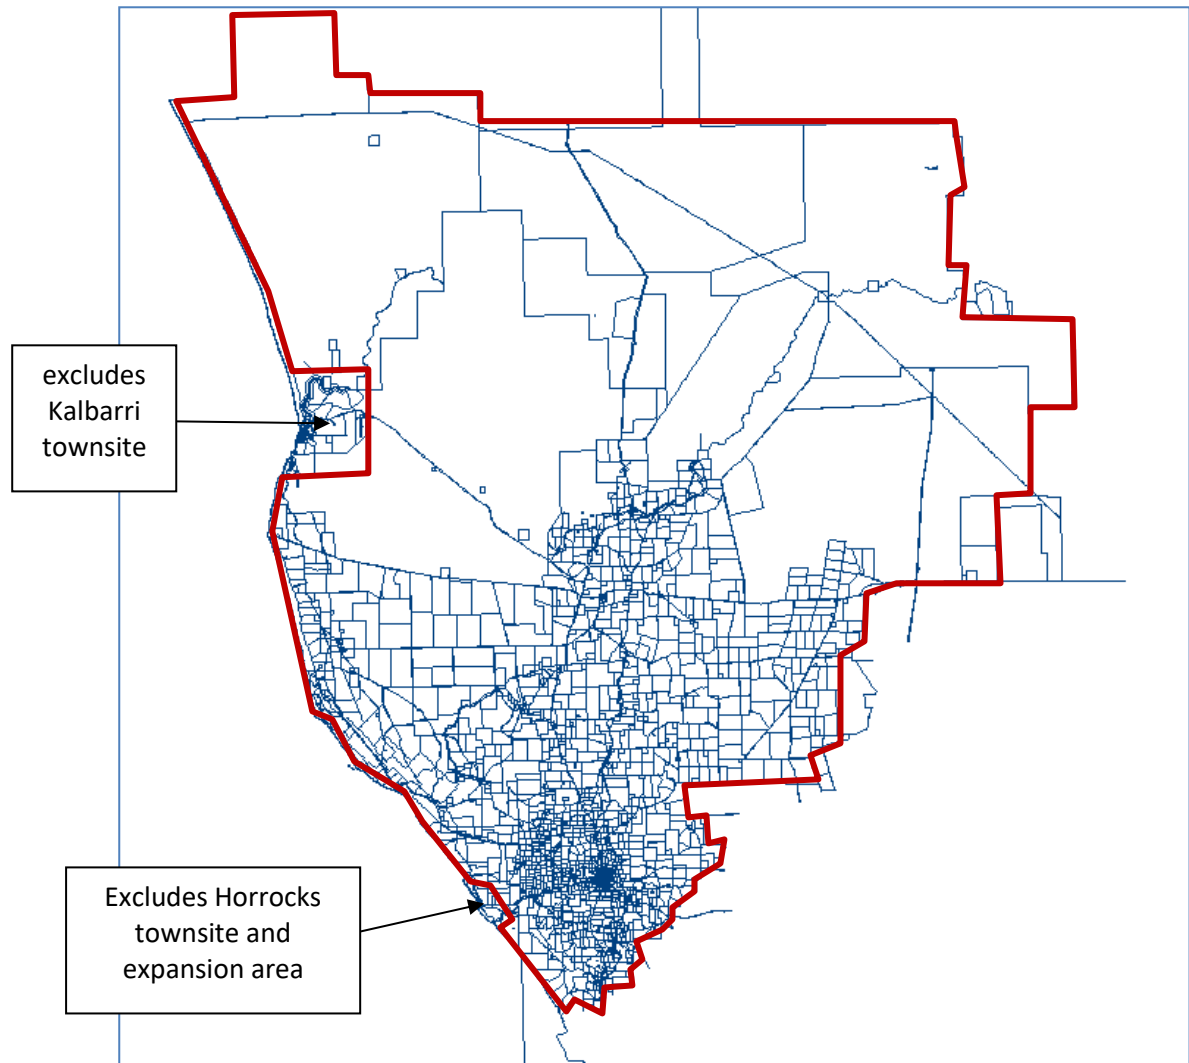 excludes
Kalbarri
townsite
Excludes Horrocks
townsite and
expansion area